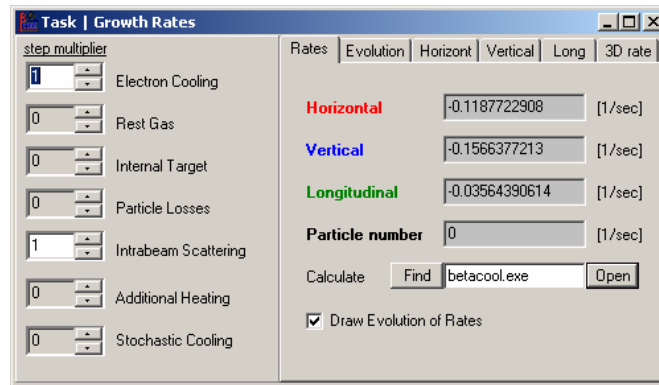 Task | Growth Rates
step multiplier
1 Electron Cooling
0 Rest Gas
0 Internal Target
0 Particle Losses
1 Intrabeam Scattering
0 Additional Heating
0 Stochastic Cooling
Rates Evolution Horizont Vertical Long 3D rate
Horizontal -0.1187722908 [1/sec]
Vertical -0.1566377213 [1/sec]
Longitudinal -0.03564390614 [1/sec]
Particle number 0 [1/sec]
Calculate Find betacool.exe Open
Draw Evolution of Rates